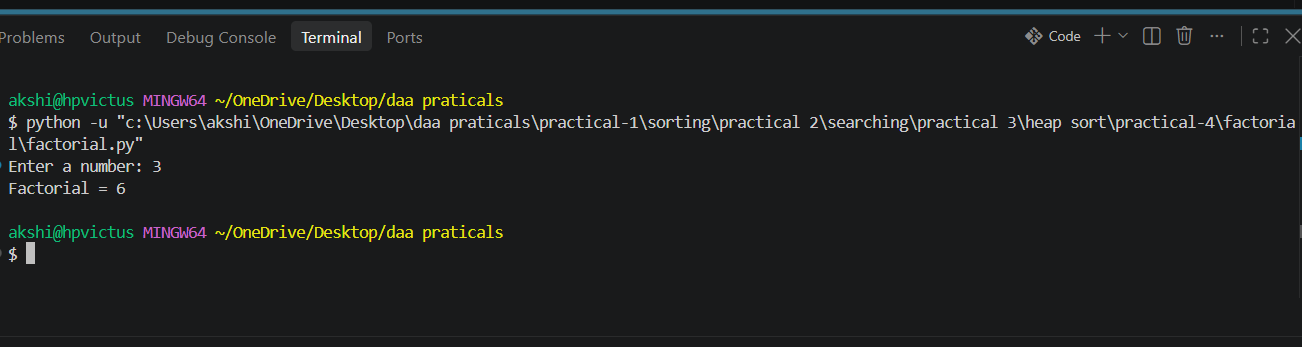 Problems Output Debug Console Terminal Ports Code
akshi@hpvictus MINGW64 ~/OneDrive/Desktop/daa praticals
$ python -u "c:\Users\akshi\OneDrive\Desktop\daa praticals\practical-1\sorting\practical 2\searching\practical 3\heap sort\practical-4\factoria
l\factorial.py"
Enter a number: 3
Factorial = 6
akshi@hpvictus MINGW64 ~/OneDrive/Desktop/daa praticals
$